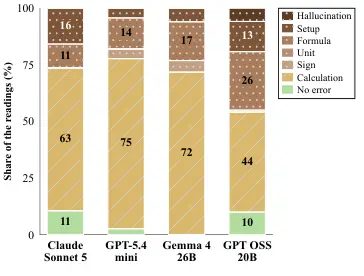 100
75
50
25
0
Share of the readings (%)
16
11
63
11
14
75
17
72
13
26
44
10
Claude
Sonnet 5
GPT-5.4
mini
Gemma 4
26B
GPT OSS
20B
Hallucination
Setup
Formula
Unit
Sign
Calculation
No error